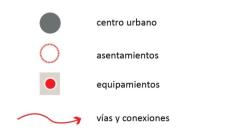 centro urbano
asentamientos
equipamientos
vías y conexiones